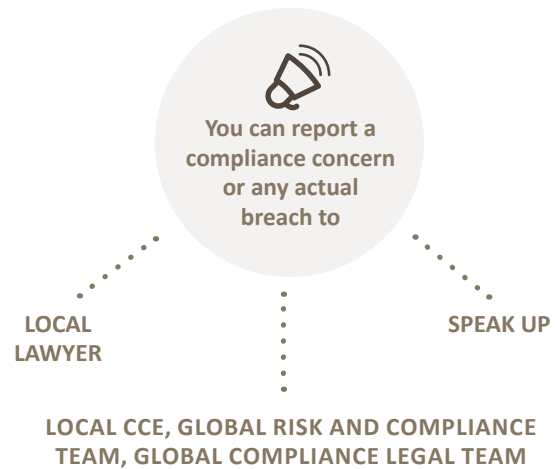 You can report a
compliance concern
or any actual
breach to
LOCAL
LAWYER
SPEAK UP
LOCAL CCE, GLOBAL RISK AND COMPLIANCE
TEAM, GLOBAL COMPLIANCE LEGAL TEAM